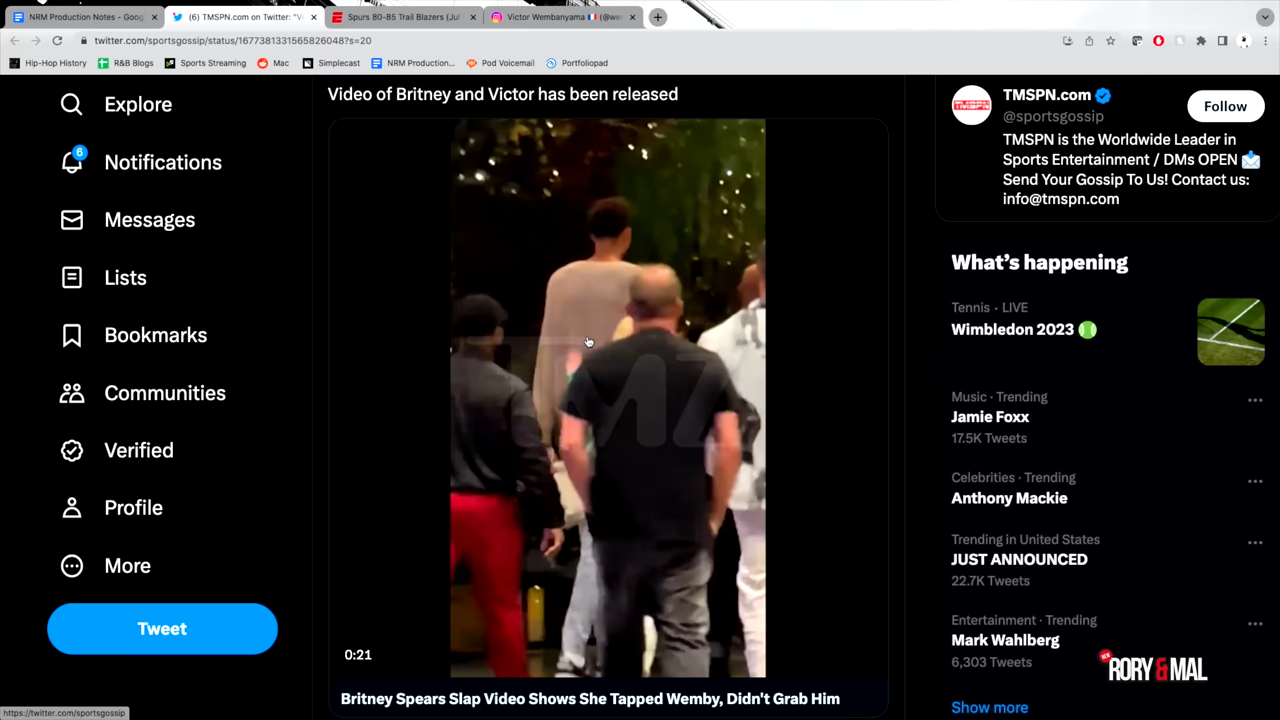 NRM Production Notes - Goog
(6) TMSPN.com on Twitter: "Vi
Spurs 80-85 Trail Blazers (Jul
Victor Wembanyama 🇫🇷 (@we
twitter.com/sportsgossip/status/1677381331565826048?s=20
Hip-Hop History
R&B Blogs
Sports Streaming
Mac
Simplecast
NRM Production...
Pod Voicemail
Portfoliopad
Explore
6
Notifications
Messages
Lists
Bookmarks
Communities
Verified
Profile
More
Tweet
https://twitter.com/sportsgossip
Video of Britney and Victor has been released
TMZ
0:21
Britney Spears Slap Video Shows She Tapped Wemby, Didn't Grab Him
TMSPN
TMSPN.com
@sportsgossip
Follow
TMSPN is the Worldwide Leader in
Sports Entertainment / DMs OPEN 📩
Send Your Gossip To Us! Contact us:
info@tmspn.com
What's happening
Tennis · LIVE
Wimbledon 2023 🎾
Music · Trending
Jamie Foxx
17.5K Tweets
Celebrities · Trending
Anthony Mackie
Trending in United States
JUST ANNOUNCED
22.7K Tweets
Entertainment · Trending
Mark Wahlberg
6,303 Tweets
Show more
NEW
RORY & MAL